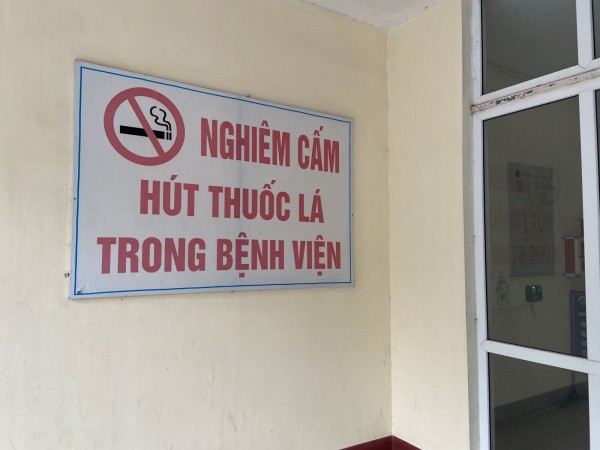 NGHIÊM CẤM
HÚT THUỐC LÁ
TRONG BỆNH VIỆN